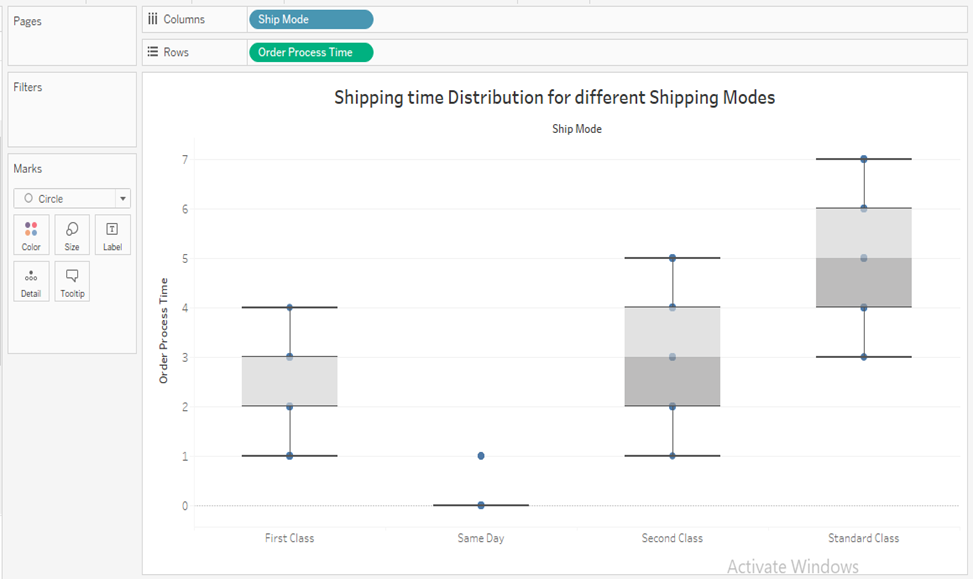 Pages
Columns
Ship Mode
Rows
Order Process Time
Filters
Marks
Circle
Color
Size
Label
Detail
Tooltip
Shipping time Distribution for different Shipping Modes
Ship Mode
Order Process Time
7
6
5
4
3
2
1
0
First Class
Same Day
Second Class
Standard Class
Activate Windows